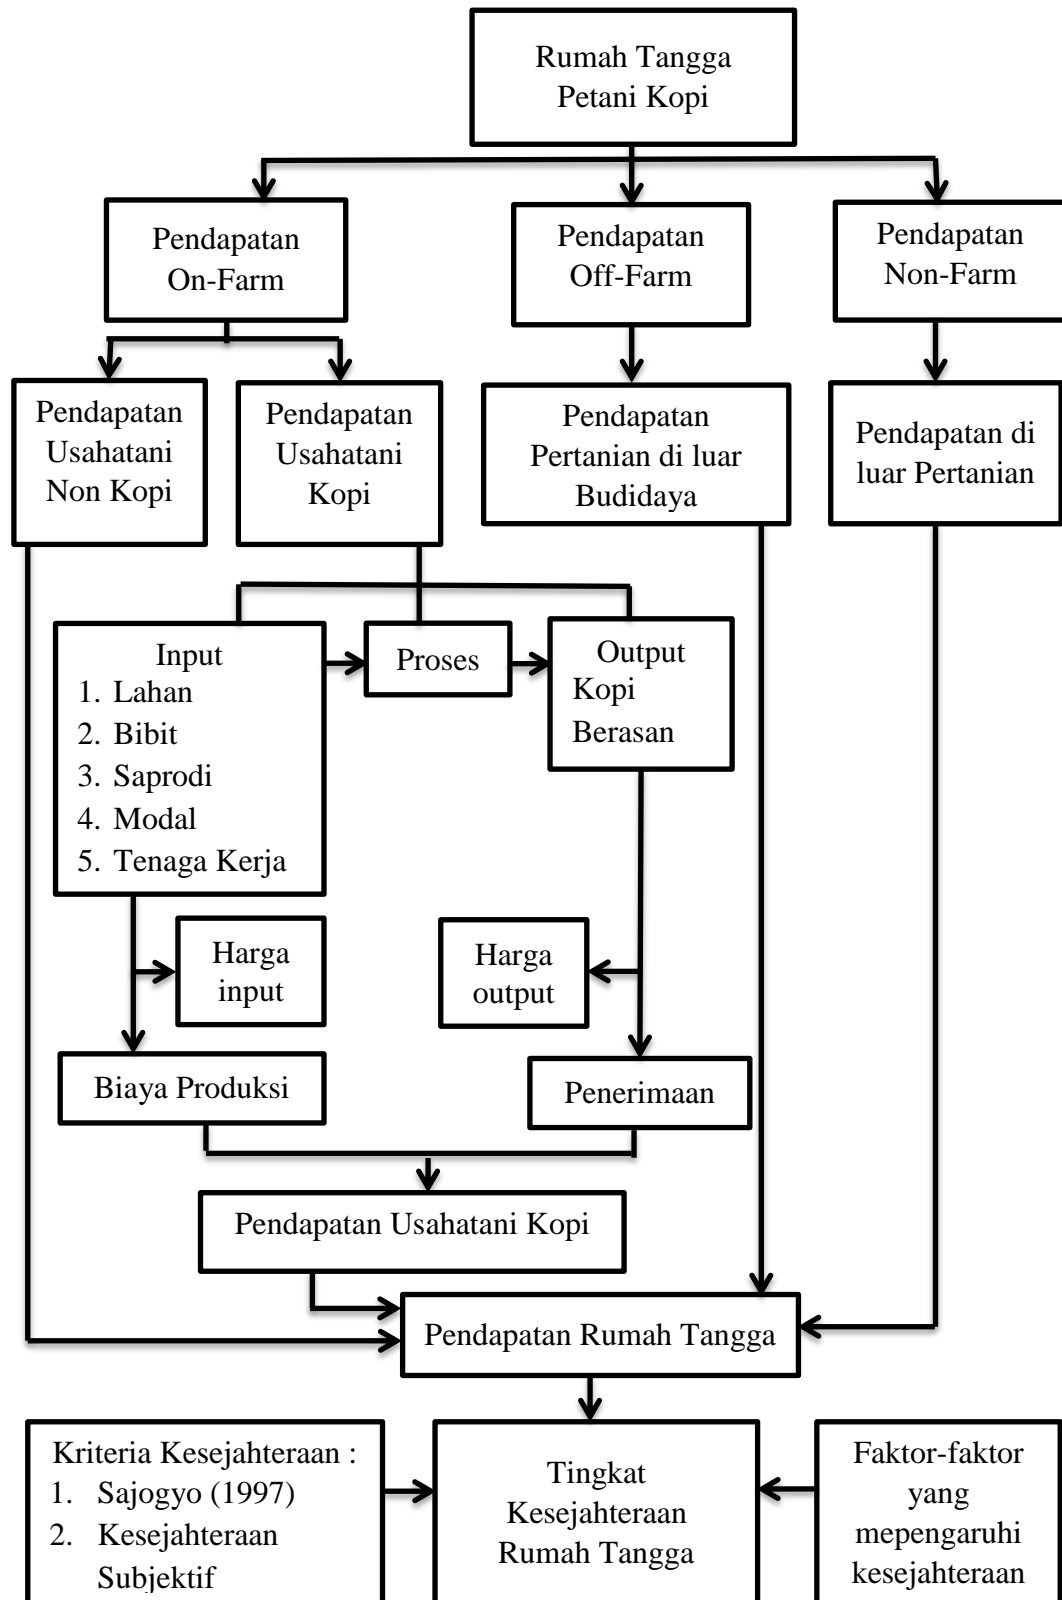 Rumah Tangga
Petani Kopi
Pendapatan
On-Farm
Pendapatan
Off-Farm
Pendapatan
Non-Farm
Pendapatan
Usahatani
Non Kopi
Pendapatan
Usahatani
Kopi
Pendapatan
Pertanian di luar
Budidaya
Pendapatan di
luar Pertanian
Input
1. Lahan
2. Bibit
3. Saprodi
4. Modal
5. Tenaga Kerja
Proses
Output
Kopi
Berasan
Harga
input
Harga
output
Biaya Produksi
Penerimaan
Pendapatan Usahatani Kopi
Pendapatan Rumah Tangga
Kriteria Kesejahteraan :
1. Sajogyo (1997)
2. Kesejahteraan
Subjektif
Tingkat
Kesejahteraan
Rumah Tangga
Faktor-faktor
yang
mepengaruhi
kesejahteraan